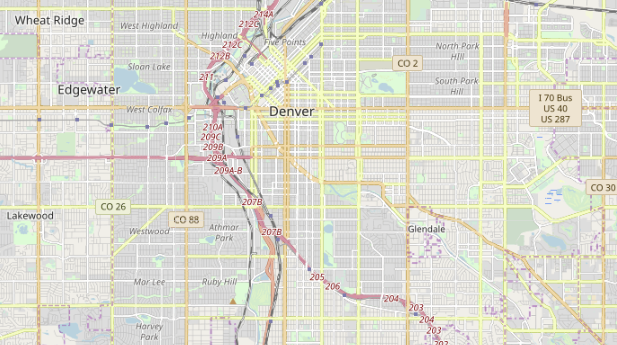 214A
Wheat Ridge
West Highland
212C
Highland
212C
Five Points
North Park
Hill
212B
CO 2
Sloan Lake
211
South Park
Hill
Edgewater
I 70 Bus
US 40
US 287
West Colfax
Denver
210A
209C
209B
209A
209A-B
CO 30
207B
CO 26
CO 88
Lakewood
Athmar
Park
Westwood
207B
Glendale
205
Mar Lee
Ruby Hill
206
204
203
204
Harvey
Park
203
202